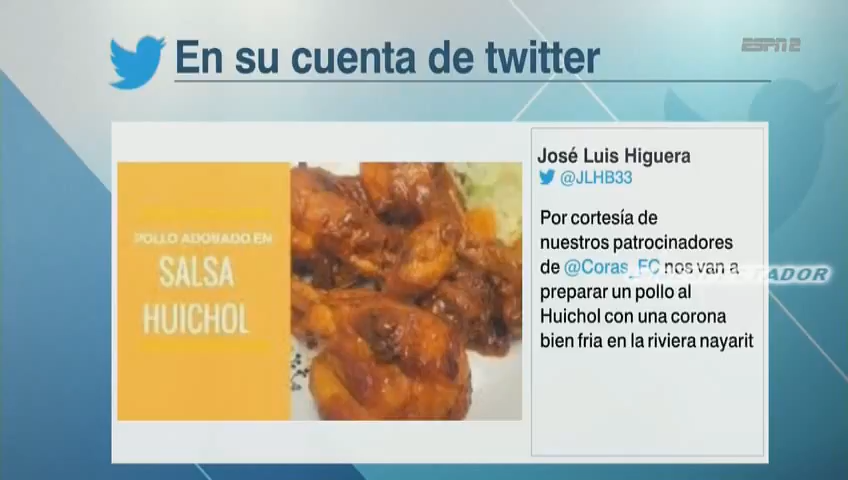 En su cuenta de twitter
ESPN 2
José Luis Higuera
@JLHB33
POLLO ADOBADO EN
SALSA
HUICHOL
Por cortesía de
nuestros patrocinadores
de @Coras_FC nos van a
preparar un pollo al
Huichol con una corona
bien fria en la riviera nayarit